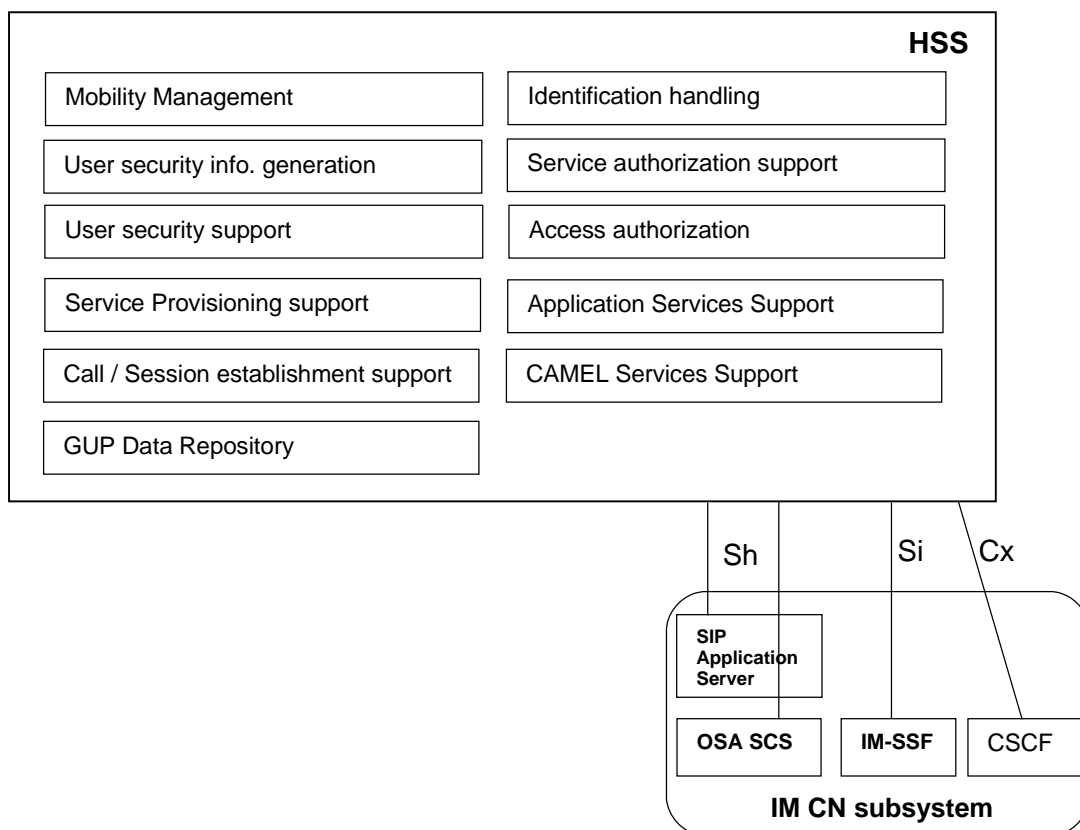 HSS
Mobility Management
Identification handling
User security info. generation
Service authorization support
User security support
Access authorization
Service Provisioning support
Application Services Support
Call / Session establishment support
CAMEL Services Support
GUP Data Repository
Sh
Si
Cx
SIP
Application
Server
OSA SCS
IM-SSF
CSCF
IM CN subsystem